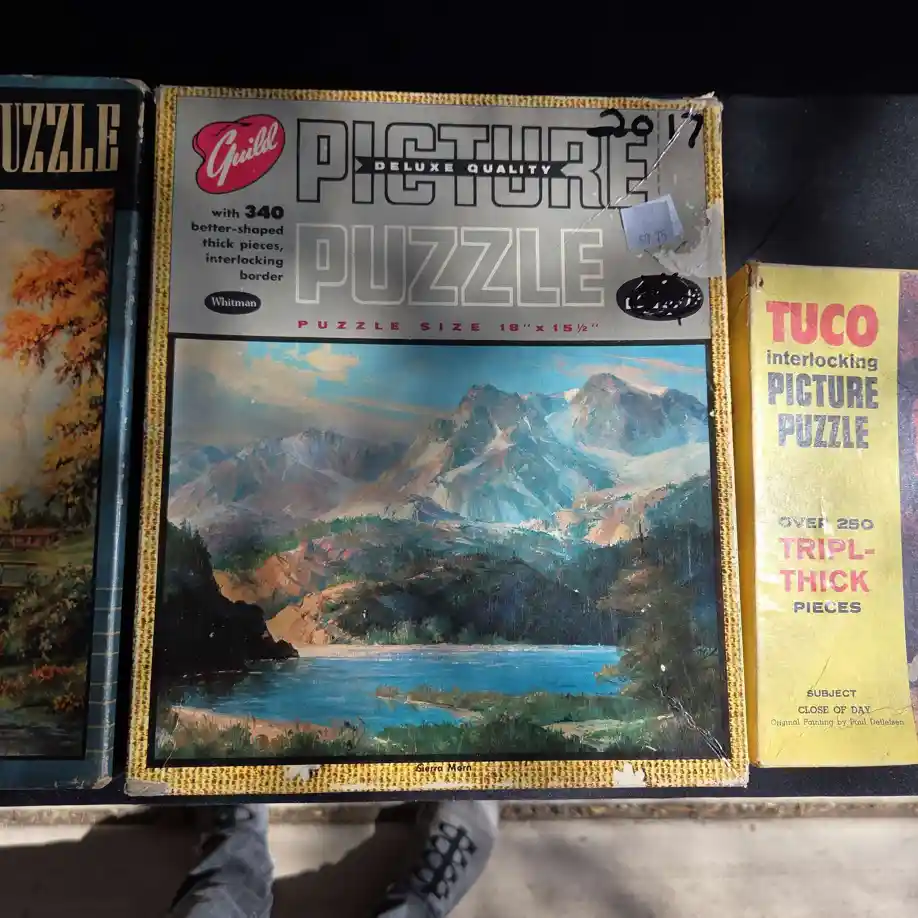 UZZLE
Guild
PICTURE
DELUXE QUALITY
PUZZLE
2017
with 340
better-shaped
thick pieces,
interlocking
border
Whitman
PUZZLE SIZE 18" x 15½"
Sierra Morn
TUCO
interlocking
PICTURE
PUZZLE
OVER 250
TRIPL-
THICK
PIECES
SUBJECT
CLOSE OF DAY
Original Painting by Paul Detlefsen